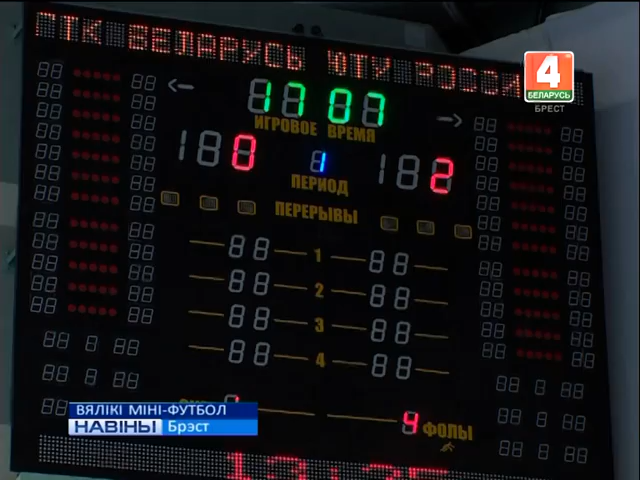 ПТК БЕЛАРУСЬ ЮТИ РОССИ
4
БЕЛАРУСЬ
БРЕСТ
17 07
ИГРОВОЕ ВРЕМЯ
0 1 2
ПЕРИОД
ПЕРЕРЫВЫ
1
2
3
4
4 ФОЛЫ
ВЯЛІКІ МІНІ-ФУТБОЛ
НАВІНЫ Брэст